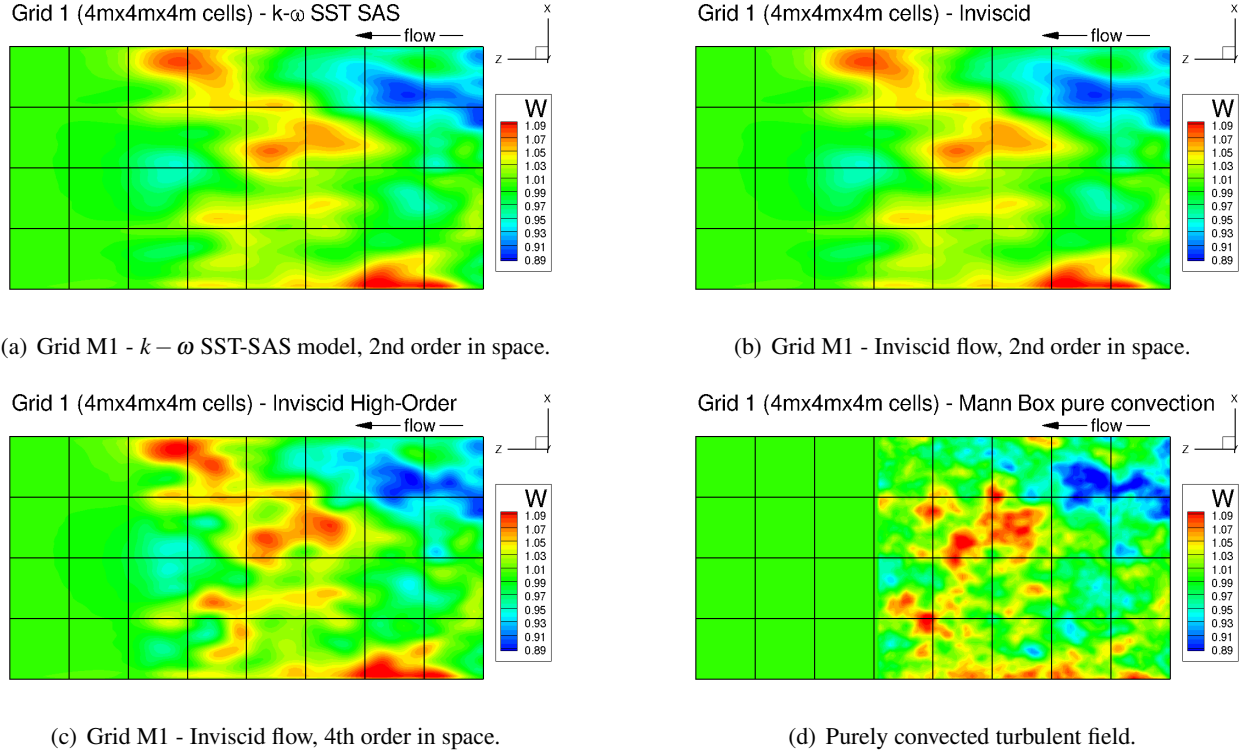 Grid 1 (4mx4mx4m cells) - k-ω SST SAS
flow
X
Z
W
1.09
1.07
1.05
1.03
1.01
0.99
0.97
0.95
0.93
0.91
0.89
(a) Grid M1 - k − ω SST-SAS model, 2nd order in space.
Grid 1 (4mx4mx4m cells) - Inviscid
flow
X
Z
W
1.09
1.07
1.05
1.03
1.01
0.99
0.97
0.95
0.93
0.91
0.89
(b) Grid M1 - Inviscid flow, 2nd order in space.
Grid 1 (4mx4mx4m cells) - Inviscid High-Order
flow
X
Z
W
1.09
1.07
1.05
1.03
1.01
0.99
0.97
0.95
0.93
0.91
0.89
(c) Grid M1 - Inviscid flow, 4th order in space.
Grid 1 (4mx4mx4m cells) - Mann Box pure convection
flow
X
Z
W
1.09
1.07
1.05
1.03
1.01
0.99
0.97
0.95
0.93
0.91
0.89
(d) Purely convected turbulent field.